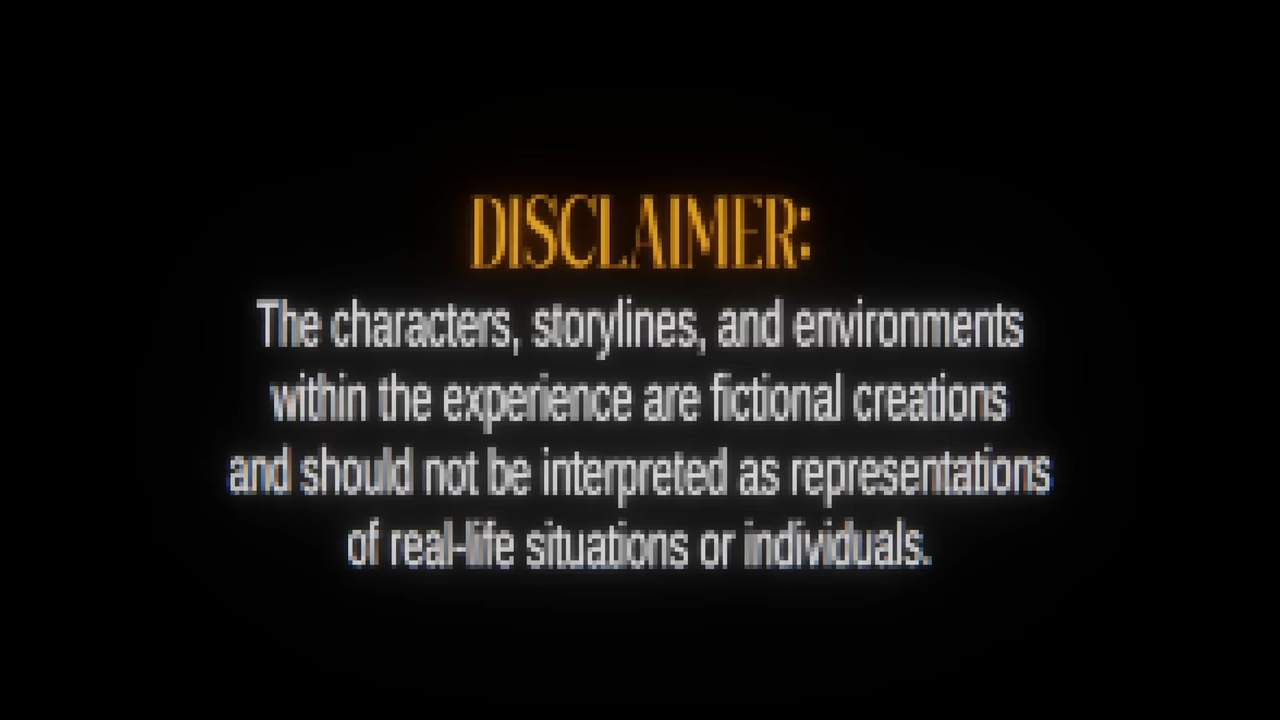 DISCLAIMER:
The characters, storylines, and environments
within the experience are fictional creations
and should not be interpreted as representations
of real-life situations or individuals.